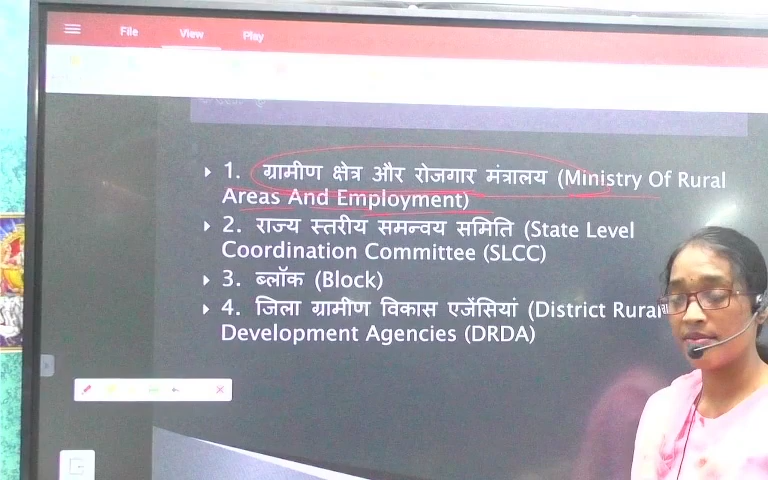 File View Play
1. ग्रामीण क्षेत्र और रोजगार मंत्रालय (Ministry Of Rural
Areas And Employment)
2. राज्य स्तरीय समन्वय समिति (State Level
Coordination Committee (SLCC)
3. ब्लॉक (Block)
4. जिला ग्रामीण विकास एजेंसियां (District Rural
Development Agencies (DRDA)